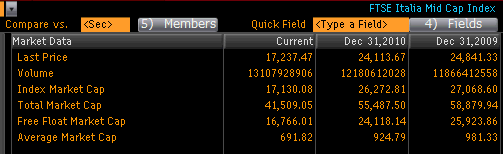 FTSE Italia Mid Cap Index
Compare vs. <Sec> 5) Members Quick Field <Type a Field> 4) Fields
Market Data Current Dec 31,2010 Dec 31,2009
Last Price 17,237.47 24,113.67 24,841.33
Volume 13107928906 12180612028 11866412558
Index Market Cap 17,130.08 26,272.81 27,068.60
Total Market Cap 41,509.05 55,487.50 58,879.94
Free Float Market Cap 16,766.01 24,118.14 25,923.86
Average Market Cap 691.82 924.79 981.33